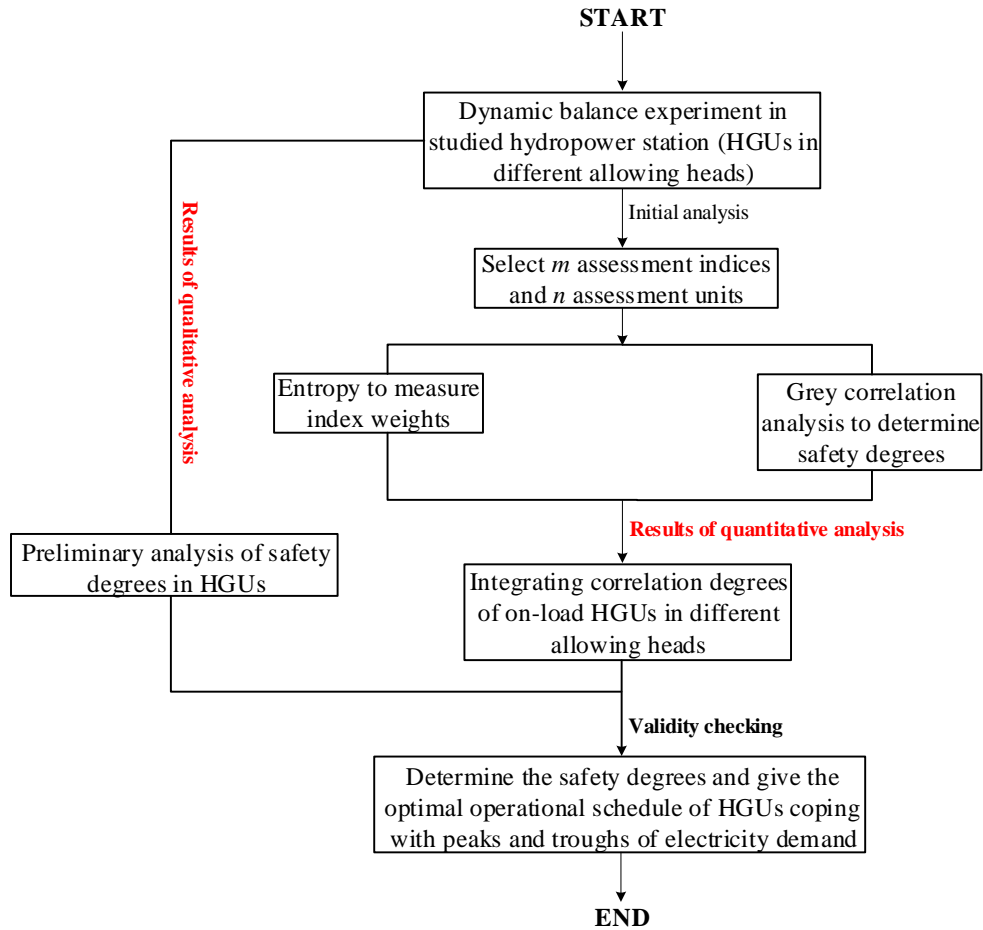 START
Dynamic balance experiment in
studied hydropower station (HGUs in
different allowing heads)
Initial analysis
Results of qualitative analysis
Select m assessment indices
and n assessment units
Entropy to measure
index weights
Grey correlation
analysis to determine
safety degrees
Results of quantitative analysis
Preliminary analysis of safety
degrees in HGUs
Integrating correlation degrees
of on-load HGUs in different
allowing heads
Validity checking
Determine the safety degrees and give the
optimal operational schedule of HGUs coping
with peaks and troughs of electricity demand
END